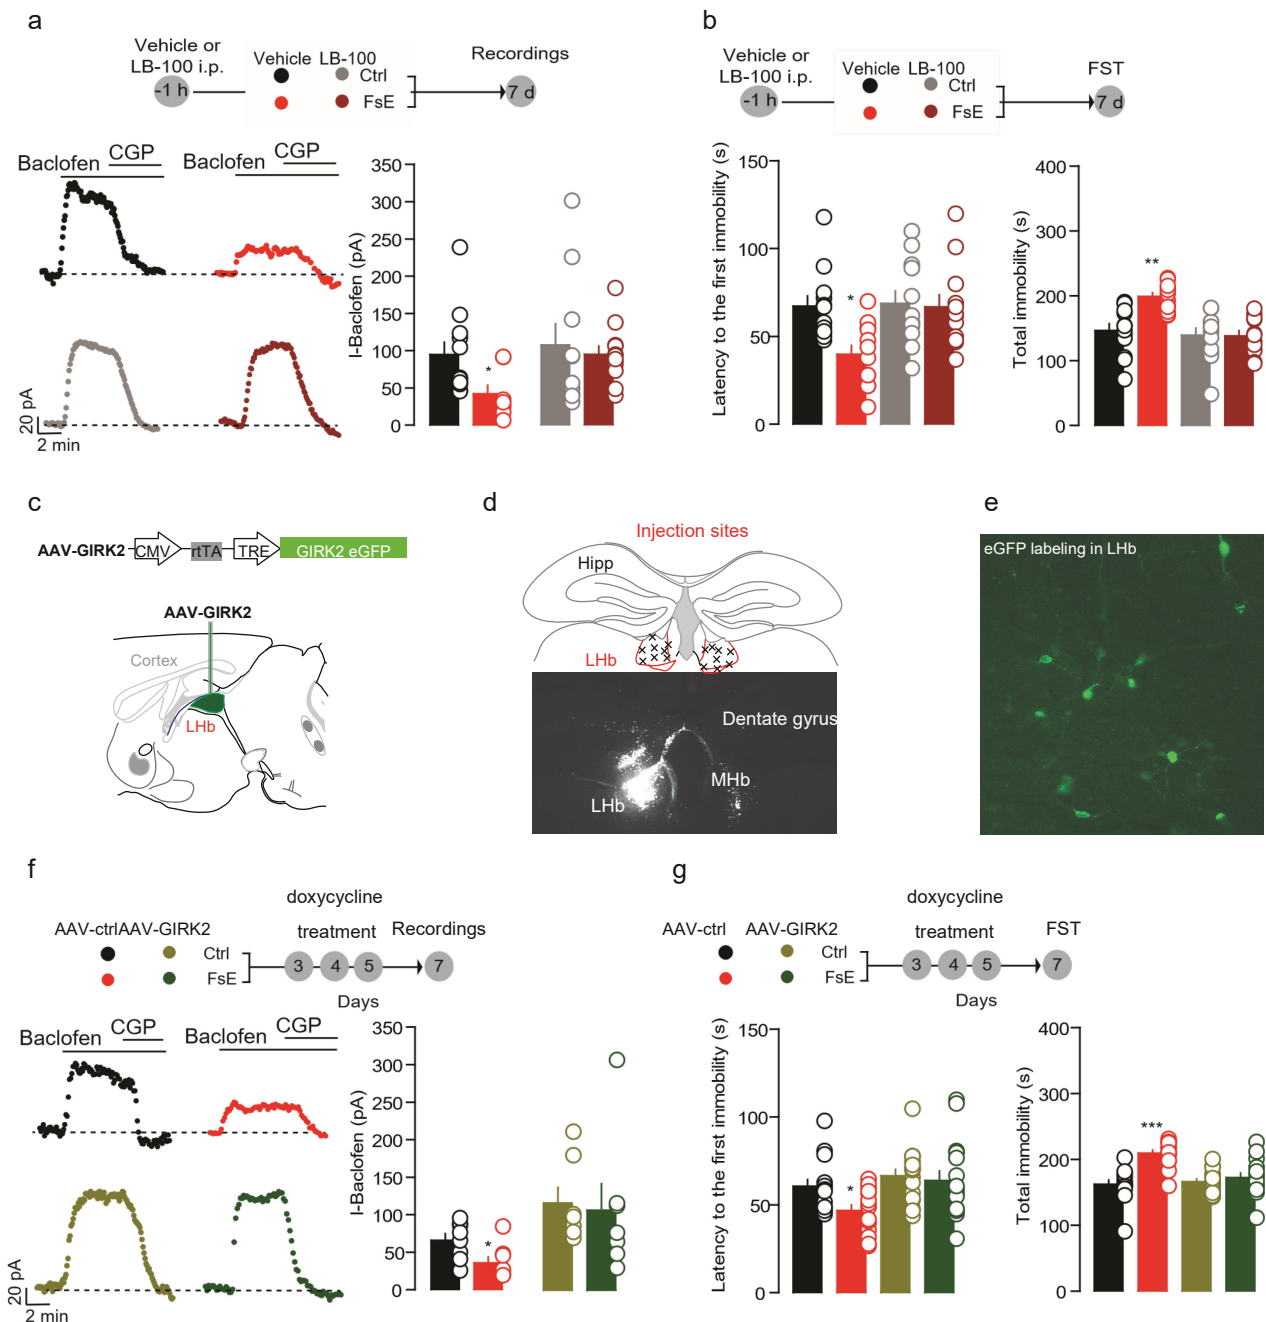 a
Vehicle or
LB-100 i.p.
-1 h
Vehicle LB-100
Ctrl
FsE
Recordings
7 d
Baclofen
CGP
Baclofen
CGP
20 pA
2 min
I-Baclofen (pA)
350
300
250
200
150
100
50
0
*
b
Vehicle or
LB-100 i.p.
-1 h
Vehicle LB-100
Ctrl
FsE
FST
7 d
Latency to the first immobility (s)
150
100
50
0
*
Total immobility (s)
400
300
200
100
0
**
c
AAV-GIRK2
CMV
rtTA
TRE
GIRK2 eGFP
AAV-GIRK2
Cortex
LHb
d
Injection sites
Hipp
LHb
Dentate gyrus
MHb
LHb
e
eGFP labeling in LHb
f
doxycycline
treatment
AAV-ctrlAAV-GIRK2
Ctrl
FsE
3 4 5
Recordings
7
Days
Baclofen
CGP
Baclofen
CGP
20 pA
2 min
I-Baclofen (pA)
350
300
250
200
150
100
50
0
*
g
doxycycline
treatment
AAV-ctrl AAV-GIRK2
Ctrl
FsE
3 4 5
FST
7
Days
Latency to the first immobility (s)
150
100
50
0
*
Total immobility (s)
400
300
200
100
0
***